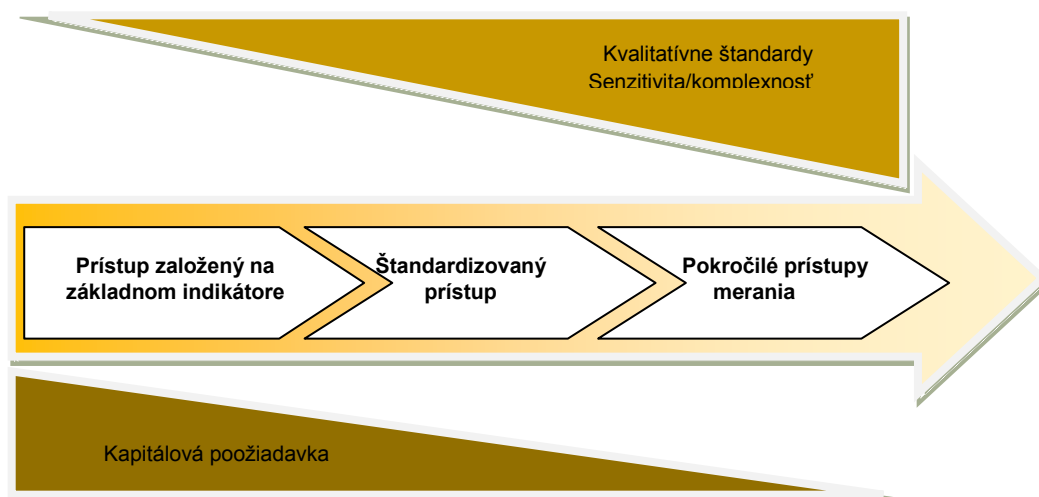 Kvalitatívne štandardy
Senzitivita/komplexnosť
Prístup založený na
základnom indikátore
Štandardizovaný
prístup
Pokročilé prístupy
merania
Kapitálová poožiadavka